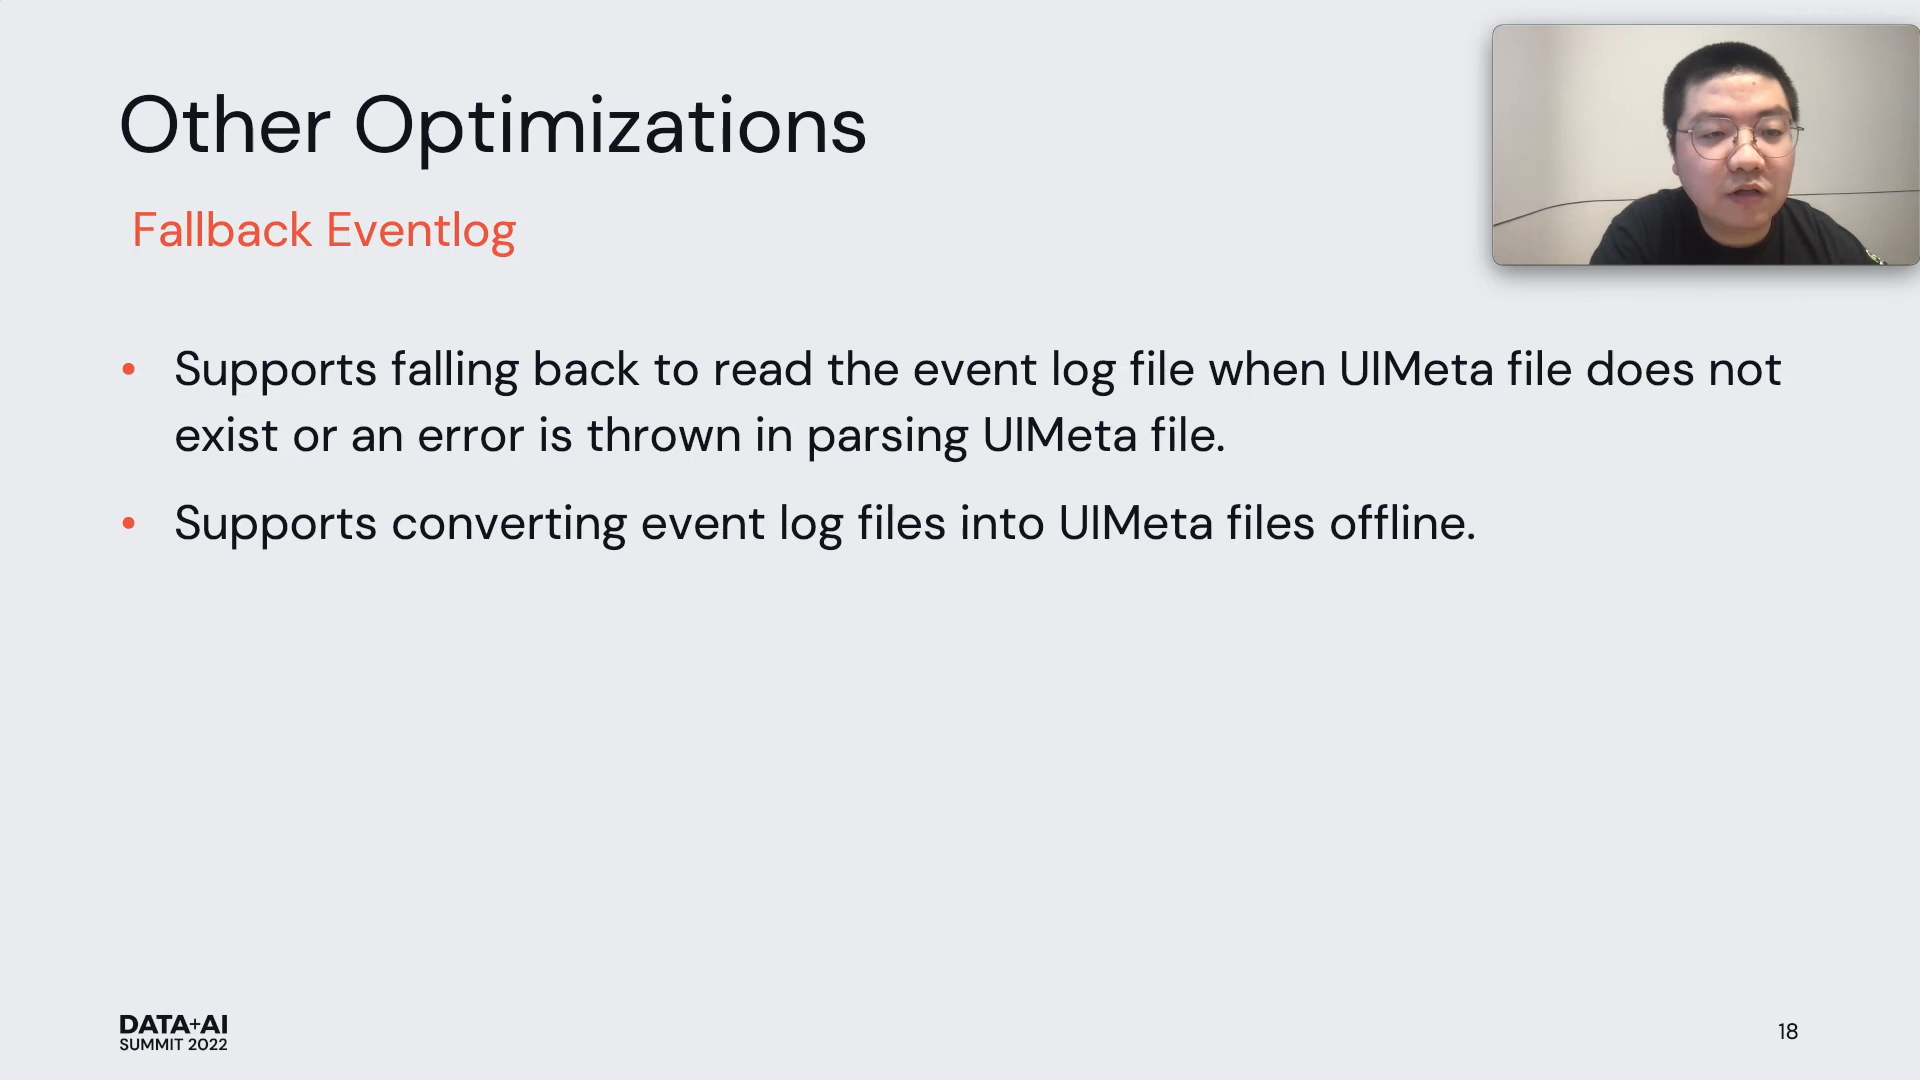 Other Optimizations
Fallback Eventlog
• Supports falling back to read the event log file when UIMeta file does not
exist or an error is thrown in parsing UIMeta file.
• Supports converting event log files into UIMeta files offline.
DATA+AI
SUMMIT 2022
18